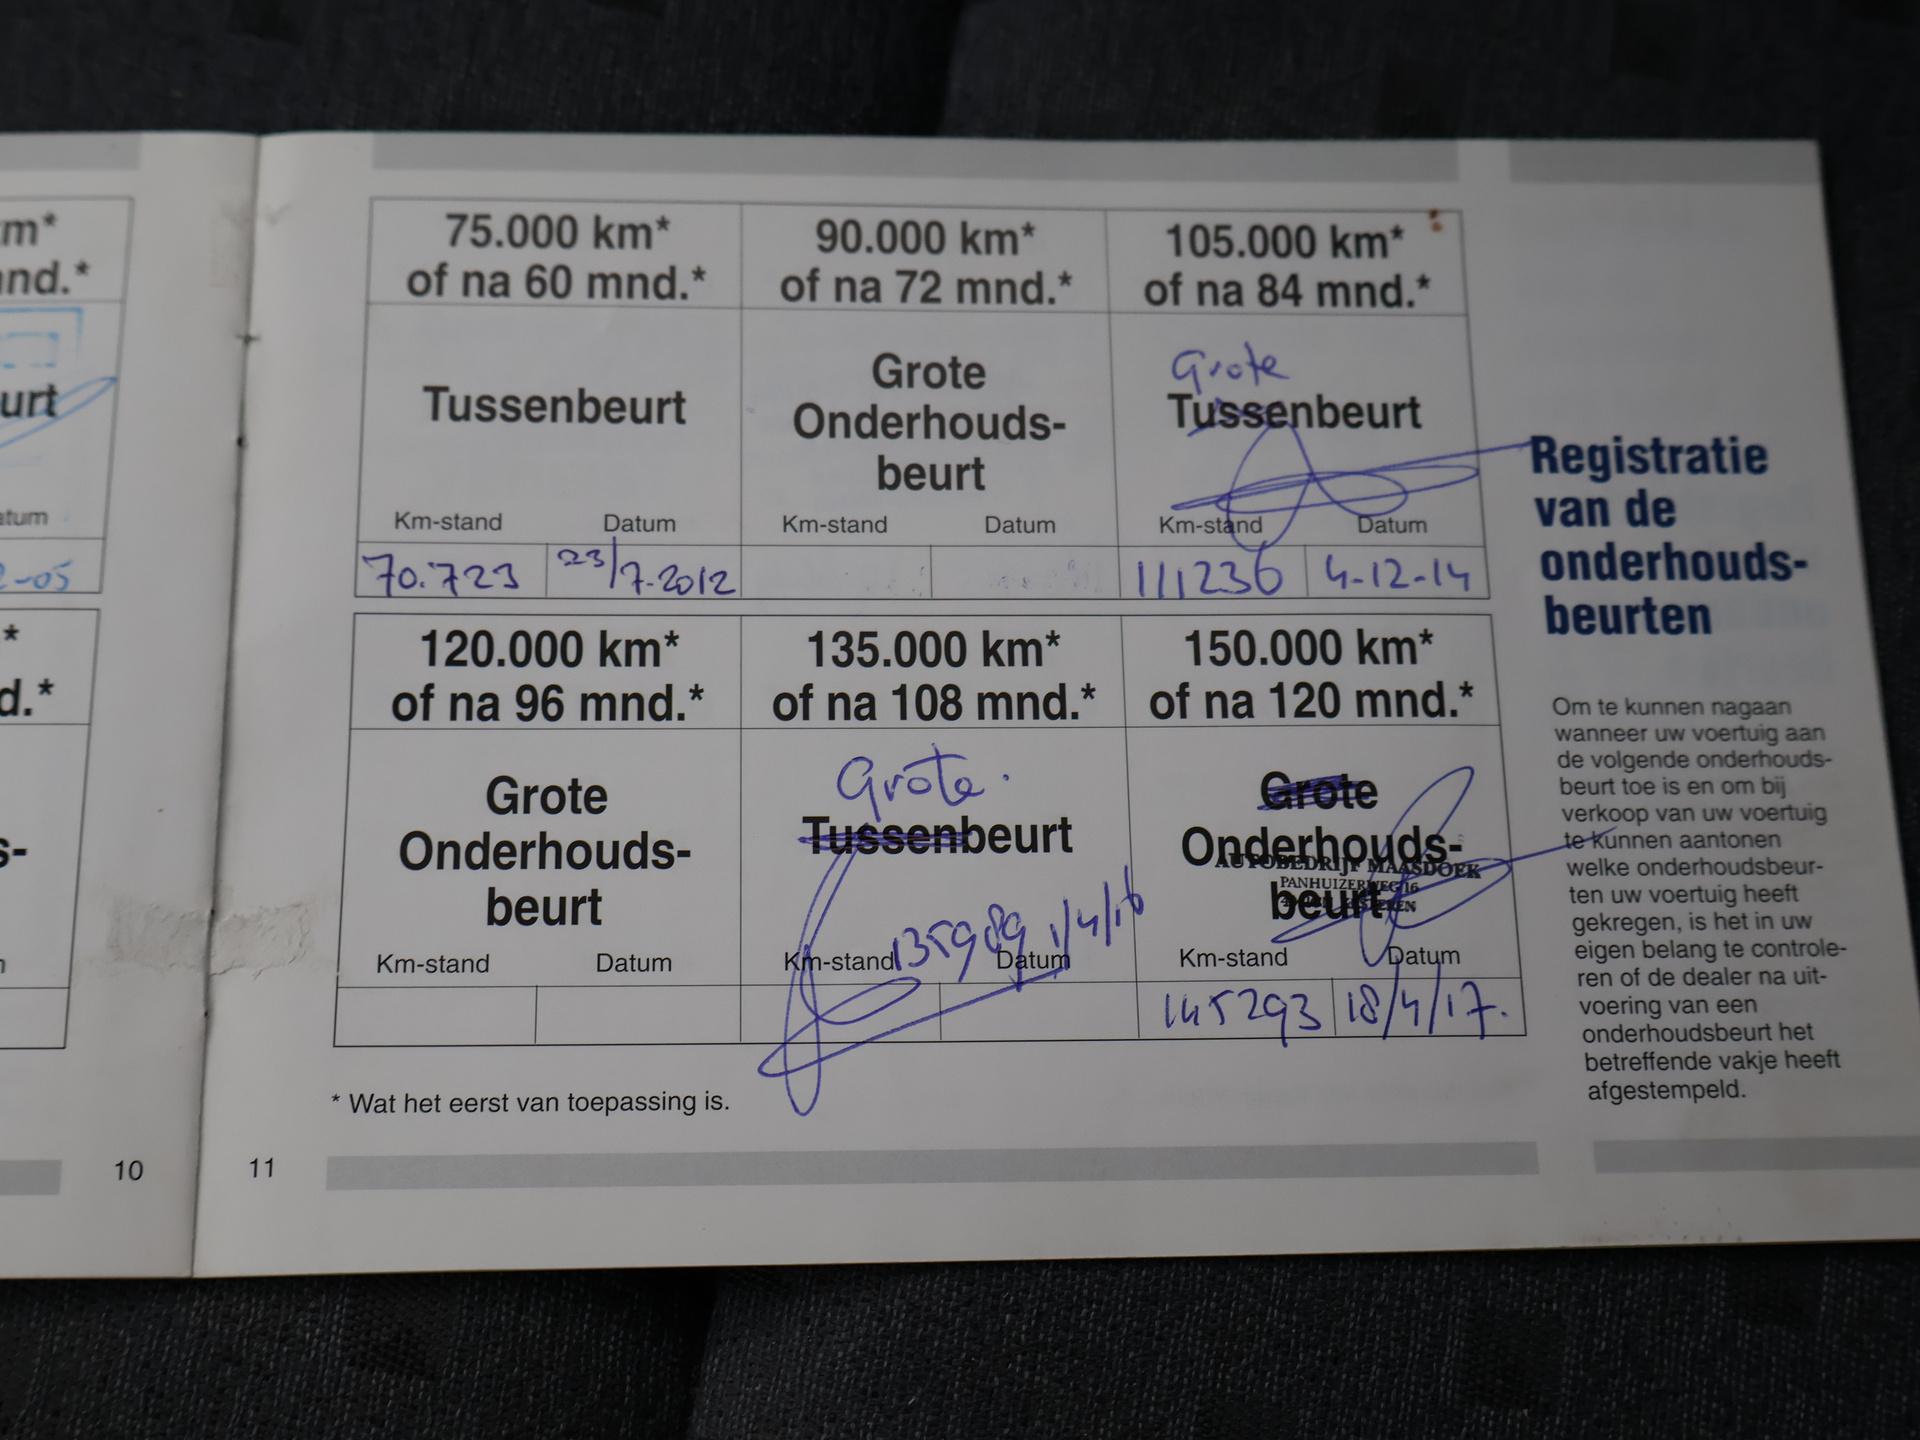 m*
nd.*
urt
atum
2-05
*
d.*
s-
10
75.000 km*
of na 60 mnd.*
Tussenbeurt
Km-stand Datum
70.723 23/7-2012
90.000 km*
of na 72 mnd.*
Grote
Onderhouds-
beurt
Km-stand Datum
105.000 km*
of na 84 mnd.*
Grote
Tussenbeurt
Km-stand Datum
111236 4-12-14
120.000 km*
of na 96 mnd.*
Grote
Onderhouds-
beurt
Km-stand Datum
135.000 km*
of na 108 mnd.*
Grote.
Tussenbeurt
135989 1/4/16
Km-stand Datum
150.000 km*
of na 120 mnd.*
Grote
Onderhouds-
AUTOBEDRIJF MAASDOEK
PANHUIZERWEG 16
beurt
Km-stand Datum
145293 18/4/17.
* Wat het eerst van toepassing is.
11
Registratie
van de
onderhouds-
beurten
Om te kunnen nagaan
wanneer uw voertuig aan
de volgende onderhouds-
beurt toe is en om bij
verkoop van uw voertuig
te kunnen aantonen
welke onderhoudsbeur-
ten uw voertuig heeft
gekregen, is het in uw
eigen belang te controle-
ren of de dealer na uit-
voering van een
onderhoudsbeurt het
betreffende vakje heeft
afgestempeld.